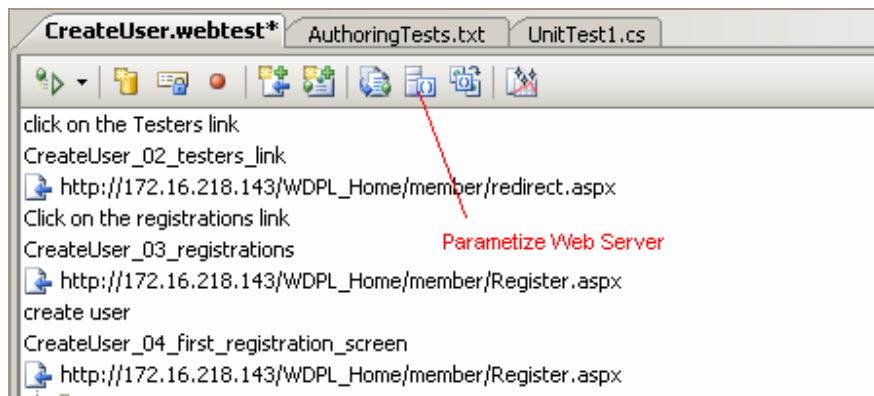 CreateUser.webtest* AuthoringTests.txt UnitTest1.cs
click on the Testers link
CreateUser_02_testers_link
http://172.16.218.143/WDPL_Home/member/redirect.aspx
Click on the registrations link
Parametize Web Server
CreateUser_03_registrations
http://172.16.218.143/WDPL_Home/member/Register.aspx
create user
CreateUser_04_first_registration_screen
http://172.16.218.143/WDPL_Home/member/Register.aspx